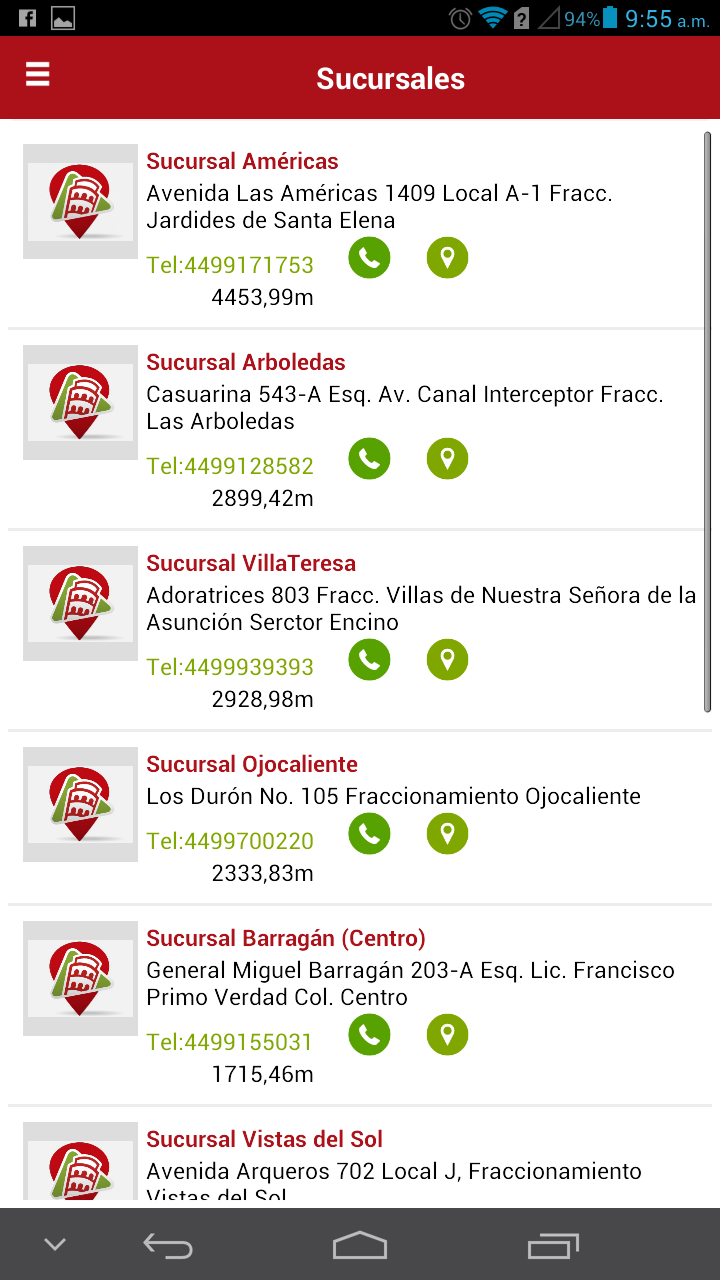 94%
9:55 a.m.
Sucursales
Sucursal Américas
Avenida Las Américas 1409 Local A-1 Fracc.
Jardides de Santa Elena
Tel:4499171753
4453,99m
Sucursal Arboledas
Casuarina 543-A Esq. Av. Canal Interceptor Fracc.
Las Arboledas
Tel:4499128582
2899,42m
Sucursal VillaTeresa
Adoratrices 803 Fracc. Villas de Nuestra Señora de la
Asunción Serctor Encino
Tel:4499939393
2928,98m
Sucursal Ojocaliente
Los Durón No. 105 Fraccionamiento Ojocaliente
Tel:4499700220
2333,83m
Sucursal Barragán (Centro)
General Miguel Barragán 203-A Esq. Lic. Francisco
Primo Verdad Col. Centro
Tel:4499155031
1715,46m
Sucursal Vistas del Sol
Avenida Arqueros 702 Local J, Fraccionamiento
Vistas del Sol